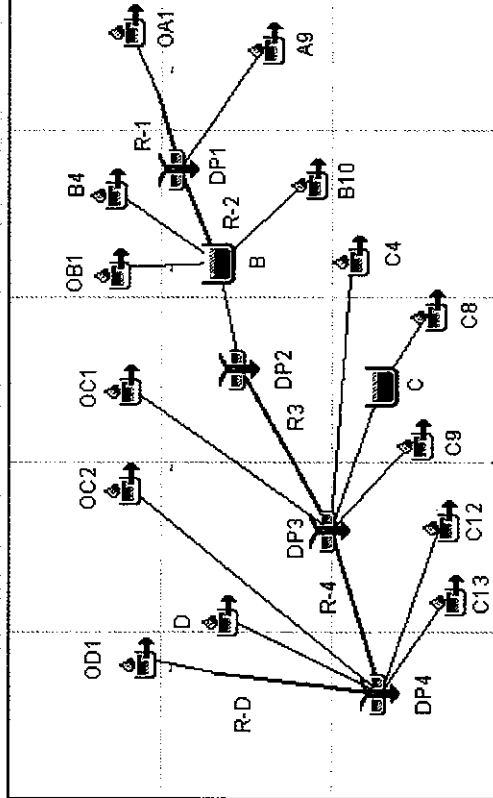 OC2
OC1
OB1
B4
R-1
OD1
D
OA1
DP1
R-2
R-D
B
DP2
R3
DP3
A9
R-4
B10
C4
C
DP4
C9
C8
C12
C13